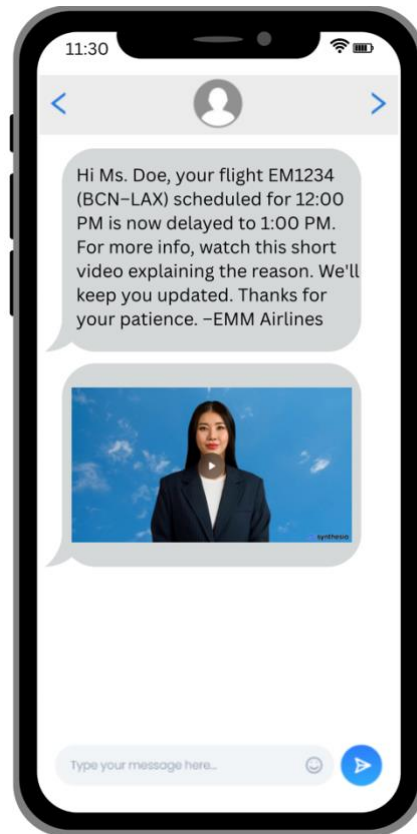 11:30
Hi Ms. Doe, your flight EM1234
(BCN–LAX) scheduled for 12:00
PM is now delayed to 1:00 PM.
For more info, watch this short
video explaining the reason. We'll
keep you updated. Thanks for
your patience. –EMM Airlines
synthesia
Type your message here...